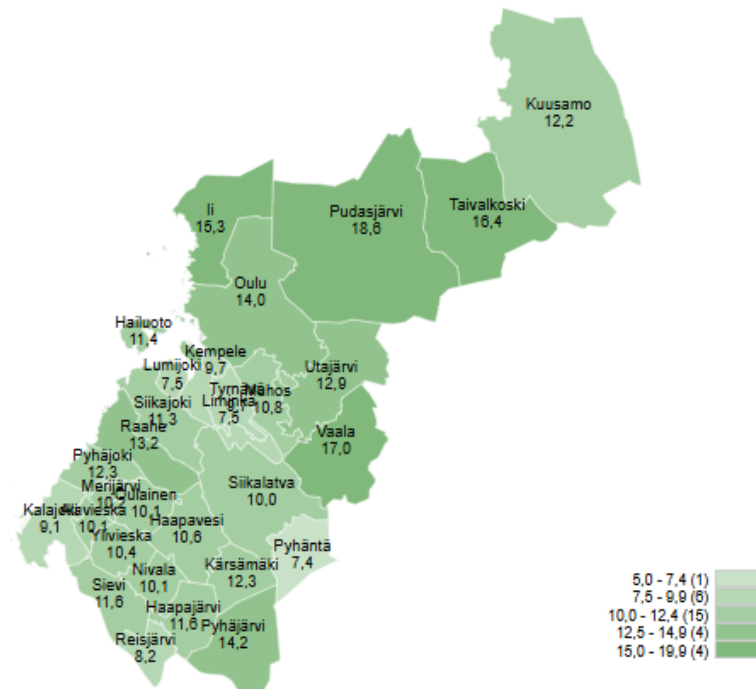 Kuusamo
12,2
Taivalkoski
16,4
Pudasjärvi
18,6
Ii
15,3
Oulu
14,0
Hailuoto
11,4
Kempele
9,7
Lumijoki
7,5
Utajärvi
12,9
Tyrnävä
Muhos
10,8
Liminka
7,5
Siikajoki
11,3
Raahe
13,2
Vaala
17,0
Pyhäjoki
12,3
Siikalatva
10,0
Merijärvi
10,2
Oulainen
10,1
Kalajoki
9,1
Alavieska
10,1
Haapavesi
10,6
Ylivieska
10,4
Pyhäntä
7,4
Kärsämäki
12,3
Nivala
10,1
Sievi
11,6
Haapajärvi
11,6
Pyhäjärvi
14,2
Reisjärvi
8,2
5,0 - 7,4 (1)
7,5 - 9,9 (6)
10,0 - 12,4 (15)
12,5 - 14,9 (4)
15,0 - 19,9 (4)